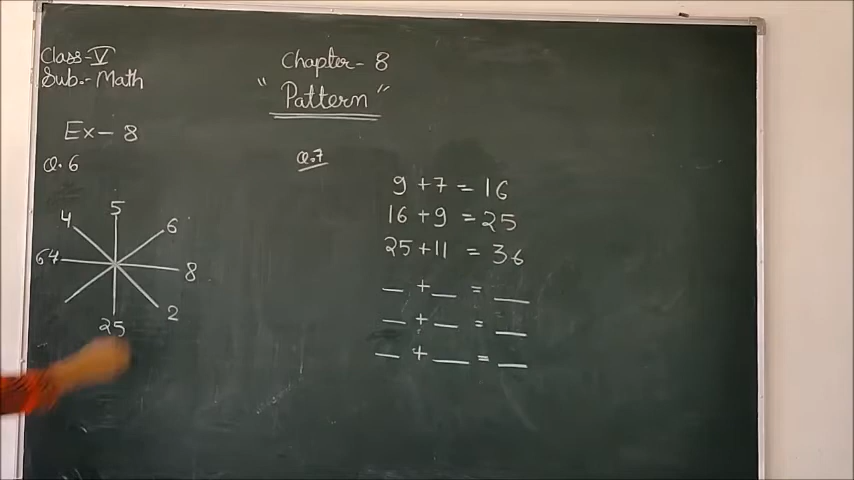 Class-V
Sub.-Math
Chapter-8
"Pattern"
Ex-8
Q.6
5
4
6
64
8
2
25
Q.7
9+7=16
16+9=25
25+11=36
_+_=_
_+_=_
_+_=_